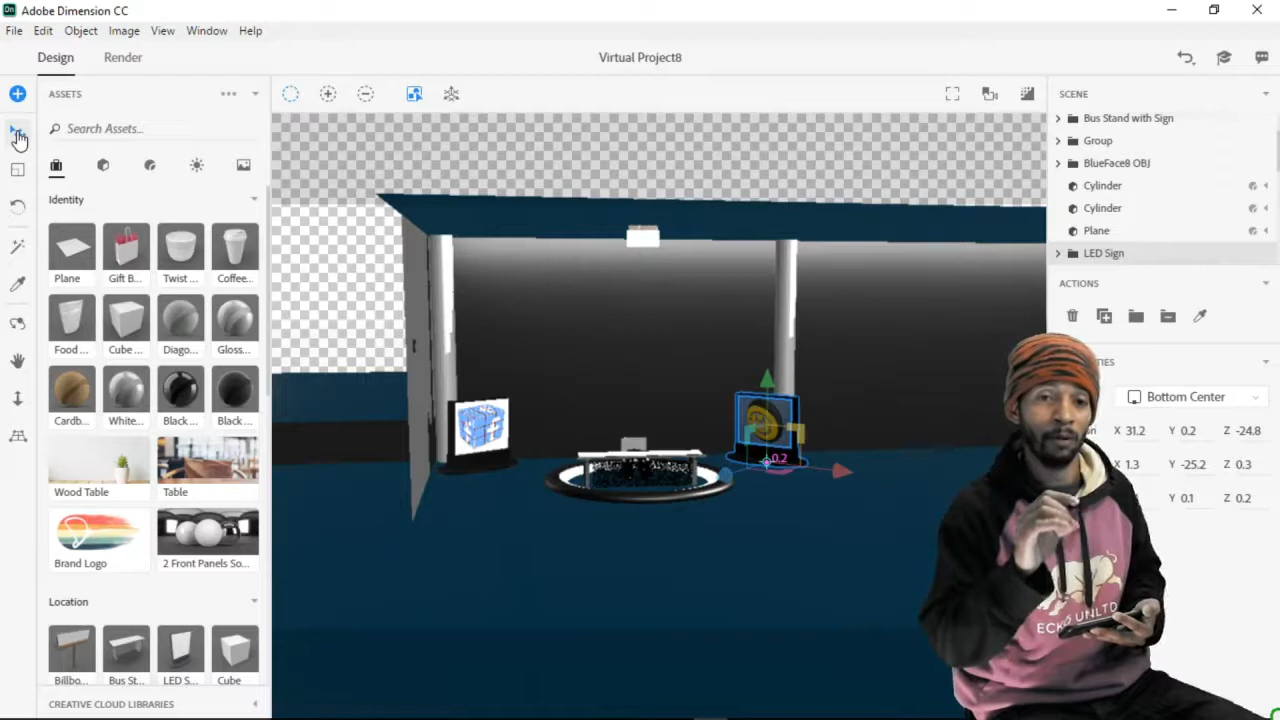 Dn Adobe Dimension CC
File Edit Object Image View Window Help
Design Render Virtual Project8
ASSETS
Search Assets...
Identity
Plane Gift B... Twist ... Coffee...
Food ... Cube ... Diago... Gloss...
Cardb... White... Black ... Black ...
Wood Table Table
Brand Logo 2 Front Panels So...
Location
Billbo... Bus St... LED S... Cube
CREATIVE CLOUD LIBRARIES
0.2
SCENE
Bus Stand with Sign
Group
BlueFace8 OBJ
Cylinder
Cylinder
Plane
LED Sign
ACTIONS
Bottom Center
X 31.2 Y 0.2 Z -24.8
X 1.3 Y -25.2 Z 0.3
Y 0.1 Z 0.2
ECKO UNLTD